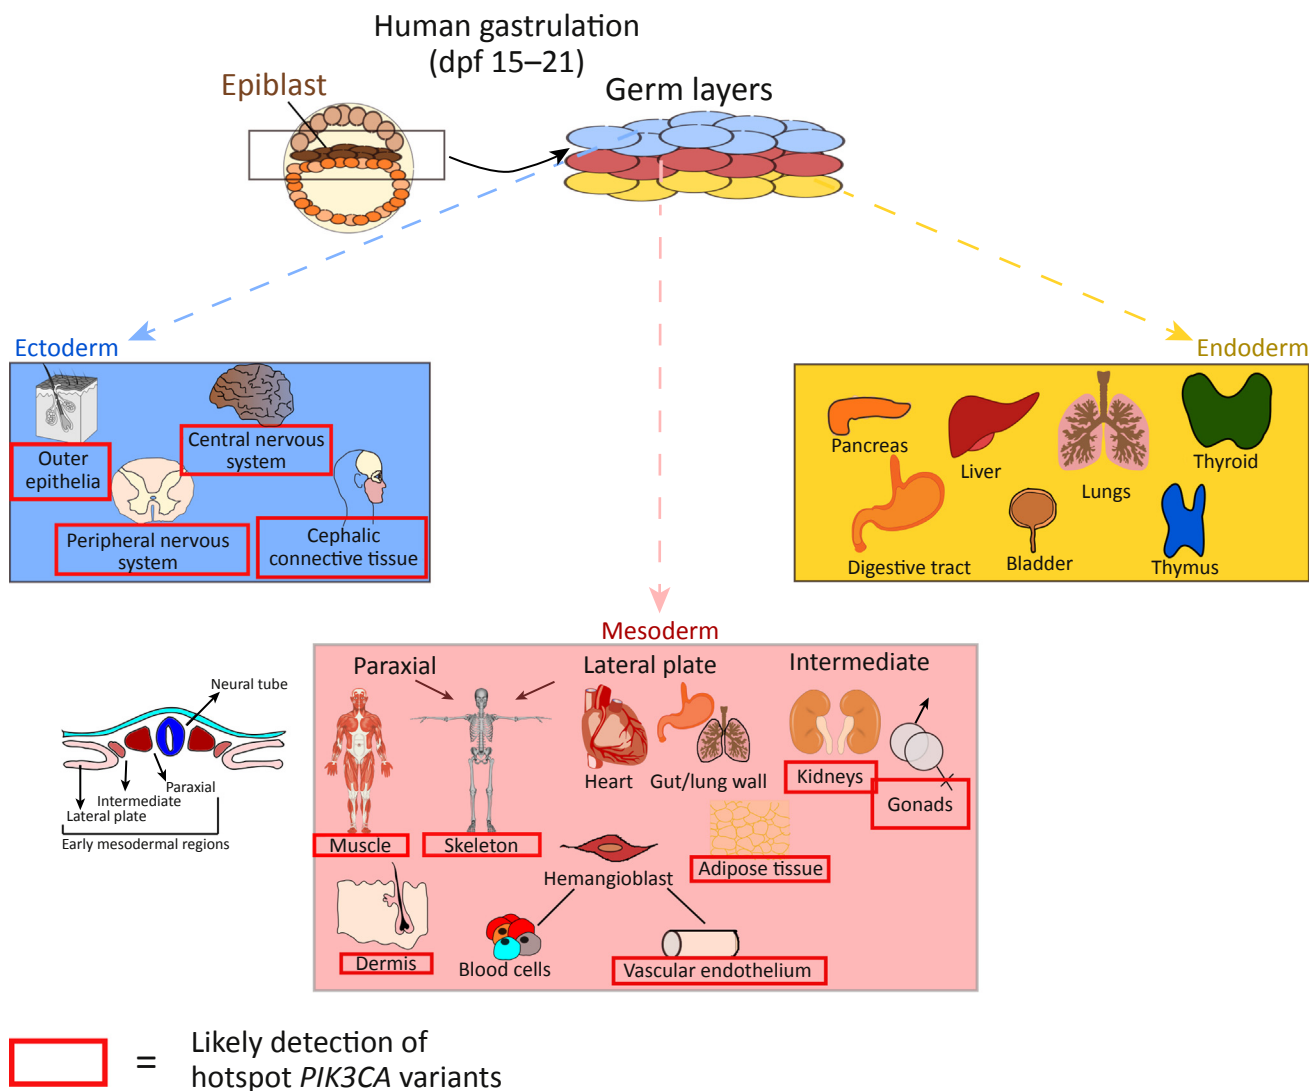 Human gastrulation
(dpf 15–21)
Epiblast
Germ layers
Ectoderm
Endoderm
Outer
epithelia
Central nervous
system
Peripheral nervous
system
Cephalic
connective tissue
Pancreas
Liver
Lungs
Thyroid
Digestive tract
Bladder
Thymus
Mesoderm
Paraxial
Lateral plate
Intermediate
Neural tube
Paraxial
Intermediate
Lateral plate
Early mesodermal regions
Heart
Gut/lung wall
Kidneys
Gonads
Muscle
Skeleton
Adipose tissue
Hemangioblast
Dermis
Blood cells
Vascular endothelium
= Likely detection of
hotspot PIK3CA variants